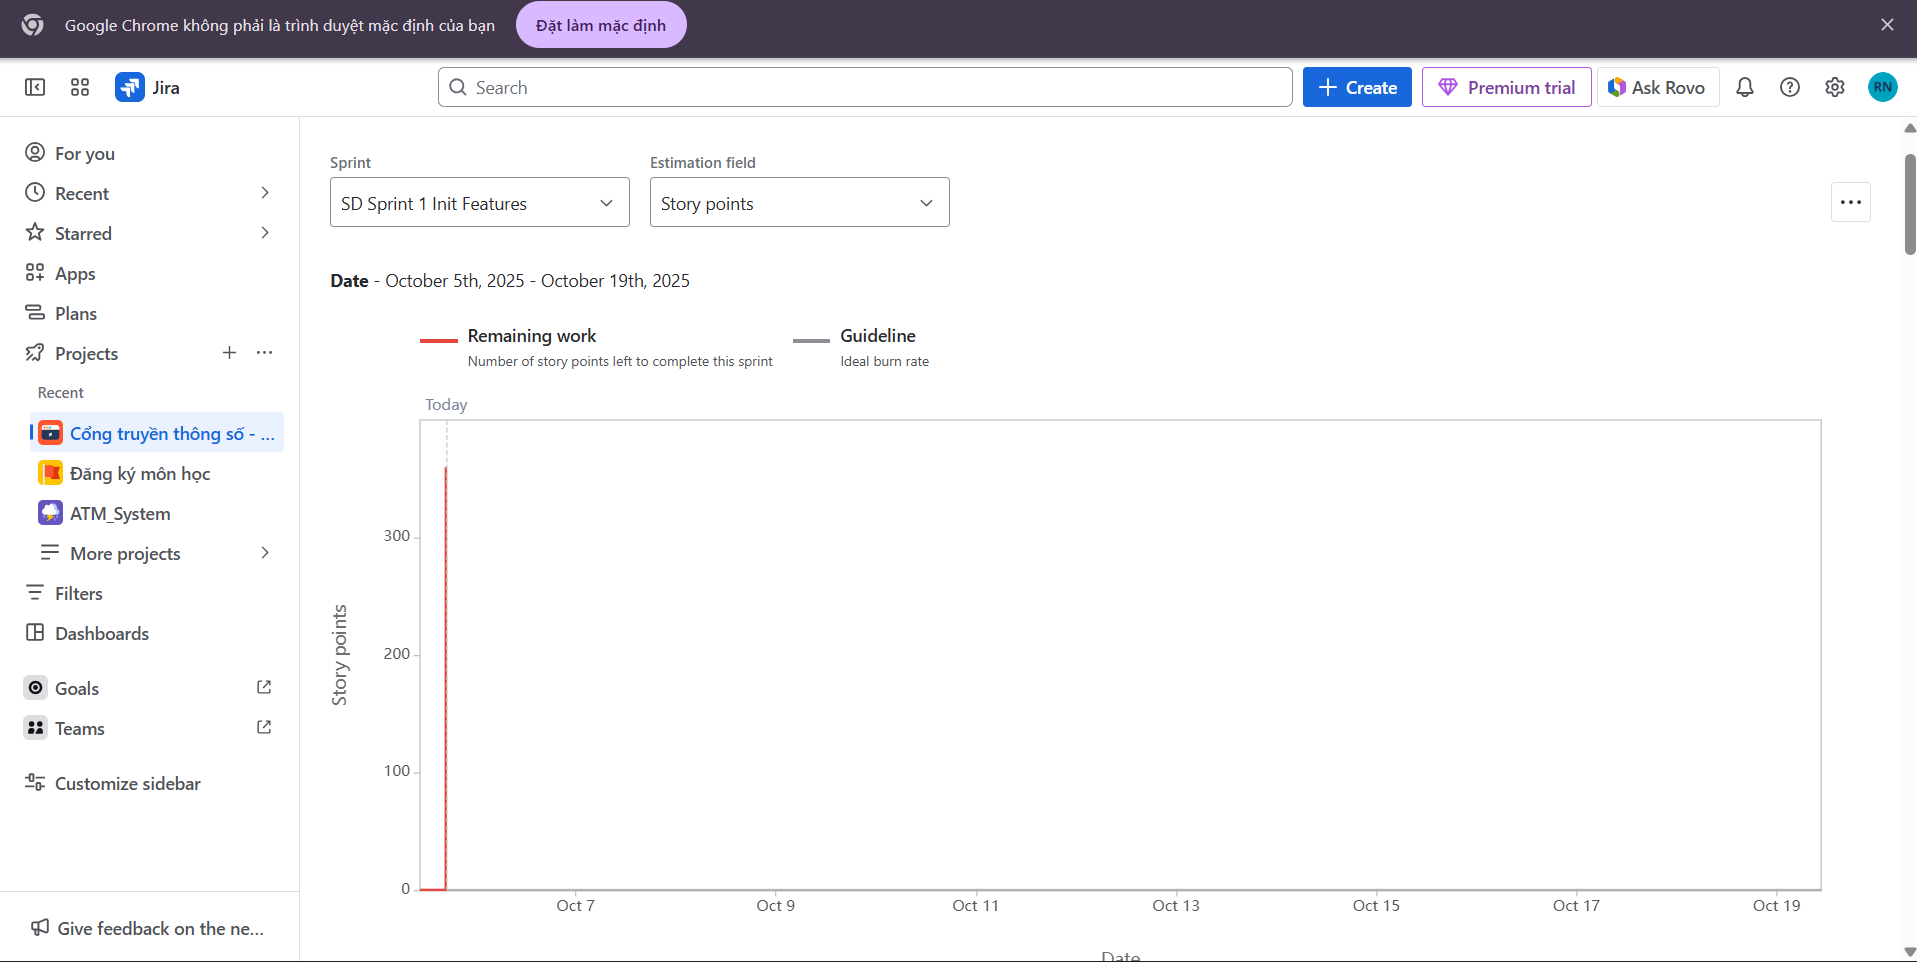 Google Chrome không phải là trình duyệt mặc định của bạn
Đặt làm mặc định
Jira
Search
Create
Premium trial
Ask Rovo
RN
For you
Recent
Starred
Apps
Plans
Projects
Recent
Cổng truyền thông số - ...
Đăng ký môn học
ATM_System
More projects
Filters
Dashboards
Goals
Teams
Customize sidebar
Give feedback on the ne...
Sprint
SD Sprint 1 Init Features
Estimation field
Story points
Date - October 5th, 2025 - October 19th, 2025
Remaining work
Number of story points left to complete this sprint
Guideline
Ideal burn rate
Today
Story points
300
200
100
0
Oct 7
Oct 9
Oct 11
Oct 13
Oct 15
Oct 17
Oct 19
Date